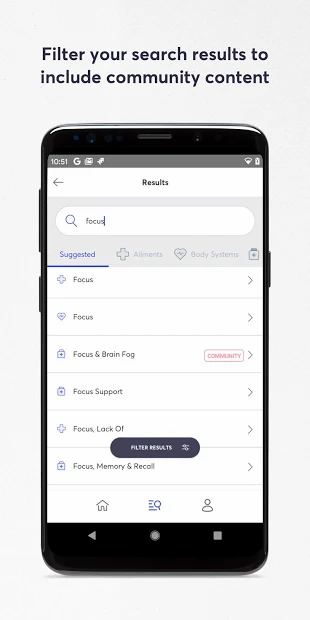 Filter your search results to
include community content
10:51
Results
focus
Suggested
Ailments
Body Systems
Focus
Focus
Focus & Brain Fog
COMMUNITY
Focus Support
Focus, Lack Of
FILTER RESULTS
Focus, Memory & Recall